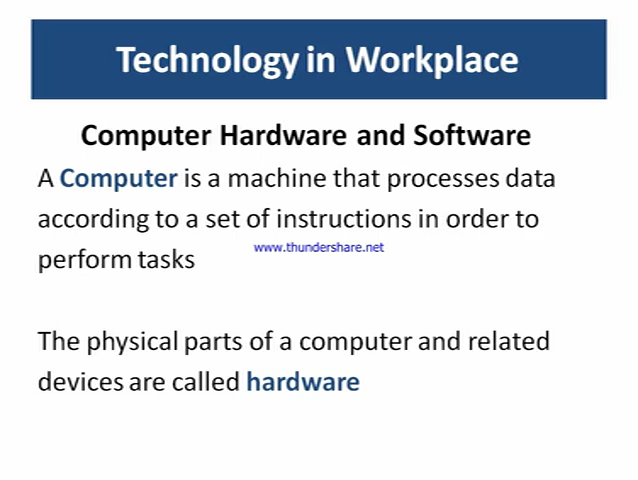 Technology in Workplace
Computer Hardware and Software
A Computer is a machine that processes data
according to a set of instructions in order to
www.thundershare.net
perform tasks
The physical parts of a computer and related
devices are called hardware